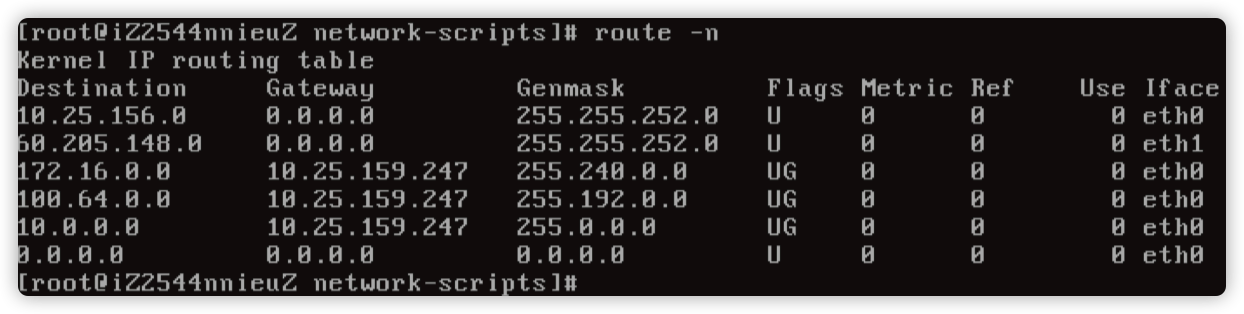 [root@iZ2544nnieuZ network-scripts]# route -n
Kernel IP routing table
Destination     Gateway         Genmask         Flags Metric Ref    Use Iface
10.25.156.0     0.0.0.0         255.255.252.0   U     0      0        0 eth0
60.205.148.0    0.0.0.0         255.255.252.0   U     0      0        0 eth1
172.16.0.0      10.25.159.247   255.240.0.0     UG    0      0        0 eth0
100.64.0.0      10.25.159.247   255.192.0.0     UG    0      0        0 eth0
10.0.0.0        10.25.159.247   255.0.0.0       UG    0      0        0 eth0
0.0.0.0         0.0.0.0         0.0.0.0         U     0      0        0 eth0
[root@iZ2544nnieuZ network-scripts]#